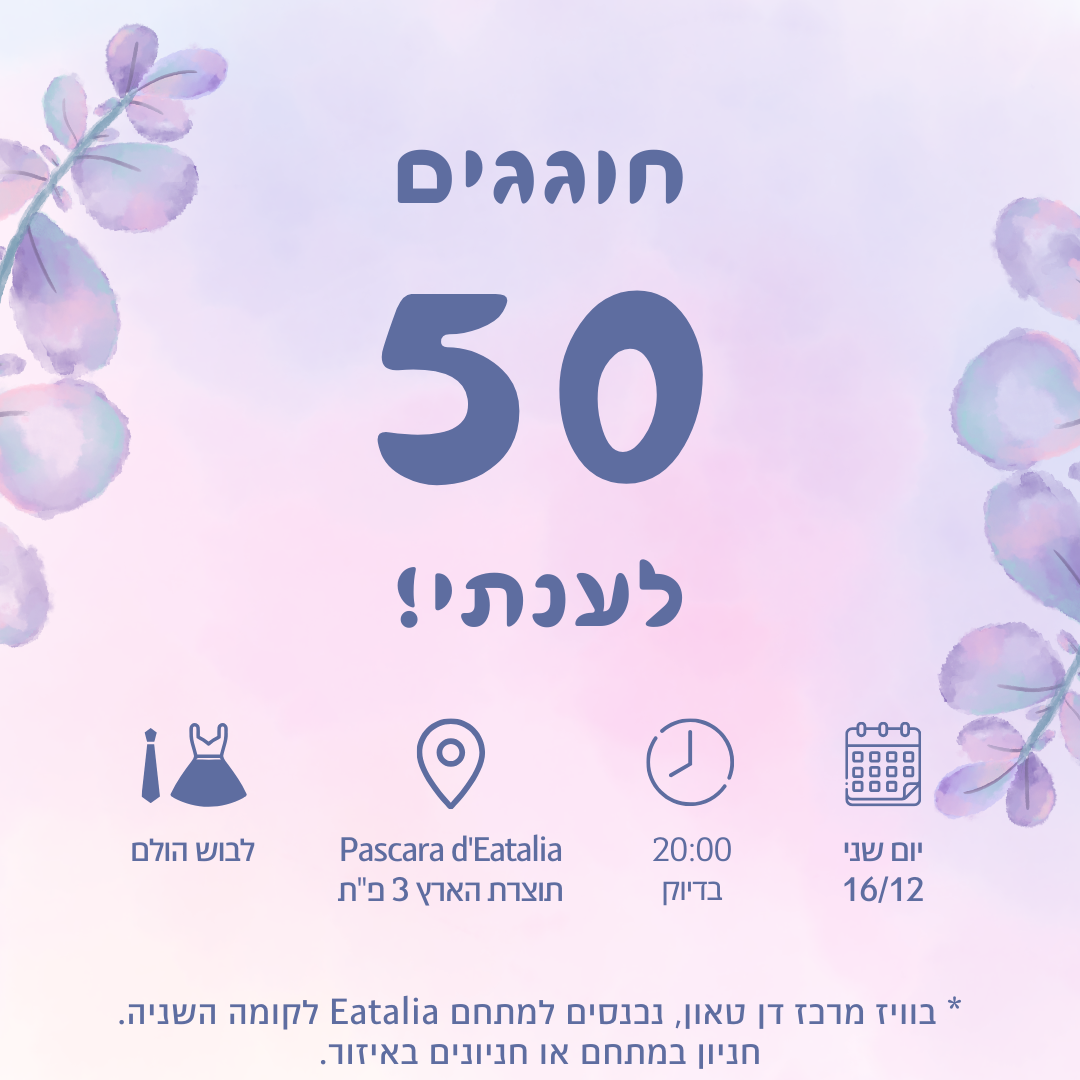 חוגגים
50
לענתי!
יום שני
16/12
20:00
בדיוק
Pascara d'Eatalia
תוצרת הארץ 3 פ"ת
לבוש הולם
* בוויז מרכז דן טאון, נכנסים למתחם Eatalia לקומה השניה.
חניון במתחם או חניונים באיזור.